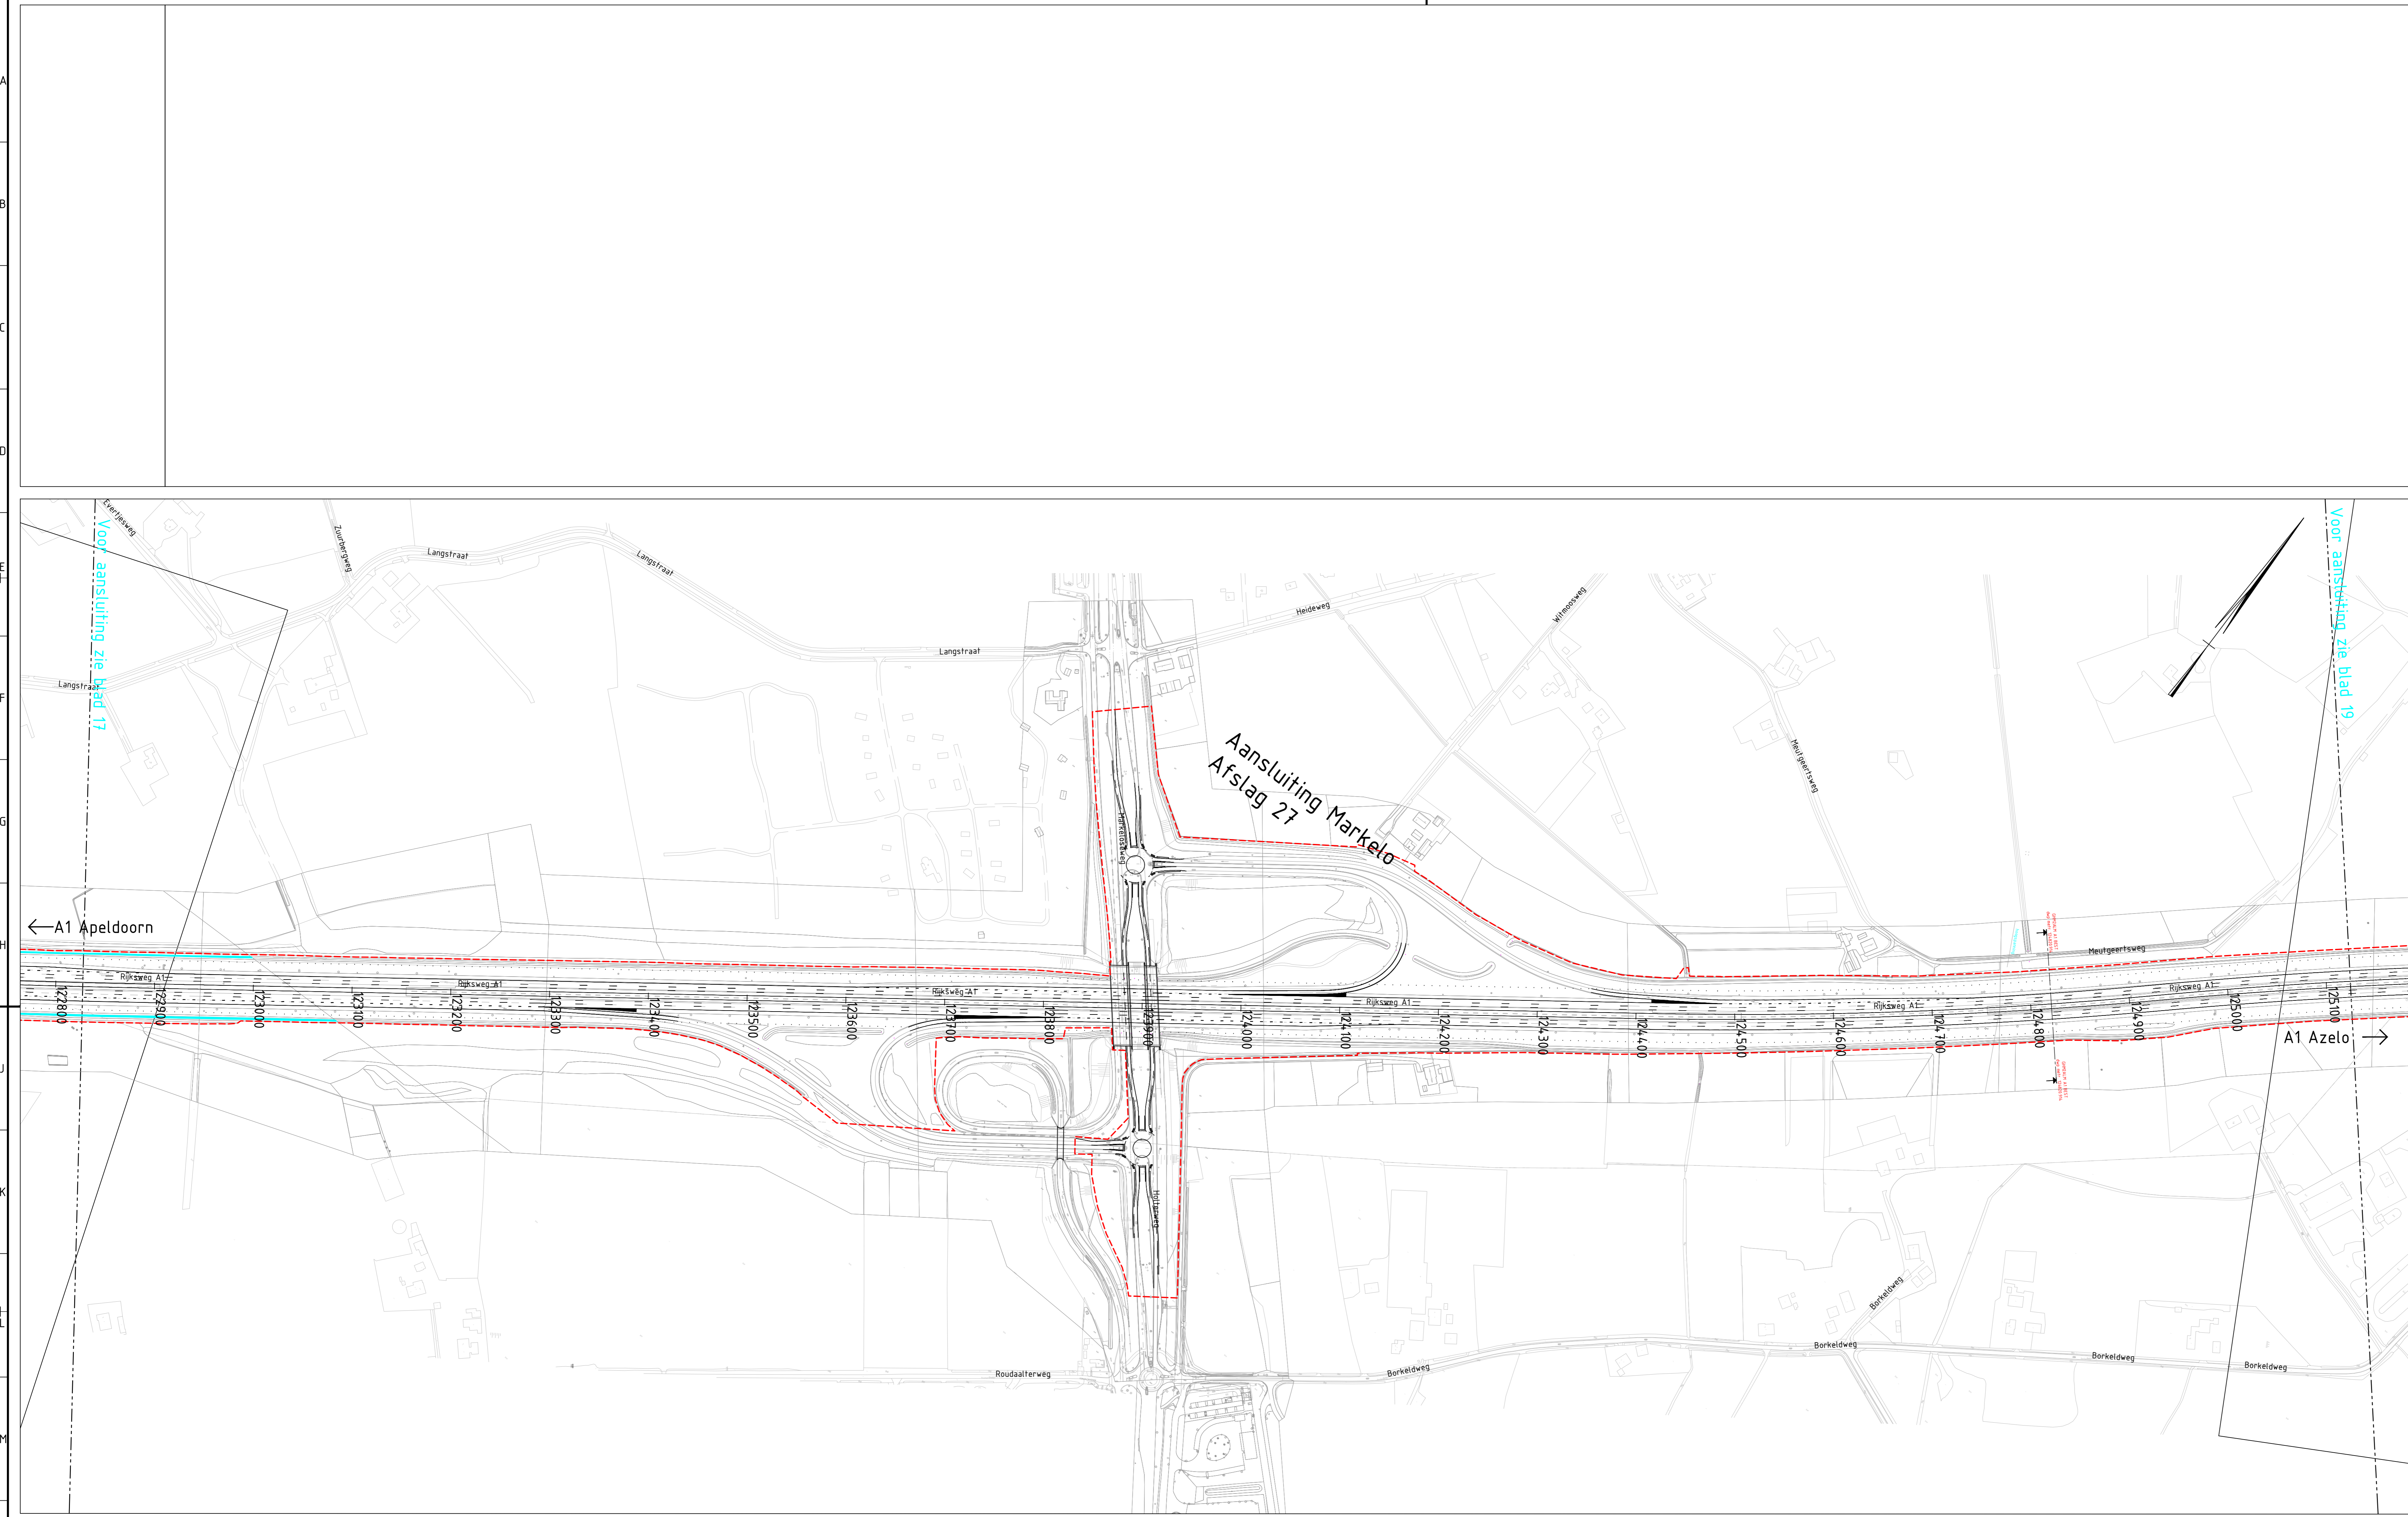 A
B
C
D
E
F
G
H
J
K
L
M
Evertjesweg
Voor aansluiting zie blad 17
Zuurbergweg
Langstraat
Langstraat
Langstraat
Langstraat
Heideweg
Witmoosweg
Meutgeertsweg
Voor aansluiting zie blad 19
Aansluiting Markelo
Afslag 27
Markeloseweg
A1 Apeldoorn
Meutgeertsweg
Rijksweg A1
Rijksweg A1
Rijksweg A1
Rijksweg A1
Rijksweg A1
Rijksweg A1
122800
122900
123000
123100
123200
123300
123400
123500
123600
123700
123800
123900
124000
124100
124200
124300
124400
124500
124600
124700
124800
124900
125000
125100
A1 Azelo
Holterweg
Roudaalterweg
Borkeldweg
Borkeldweg
Borkeldweg
Borkeldweg
Borkeldweg